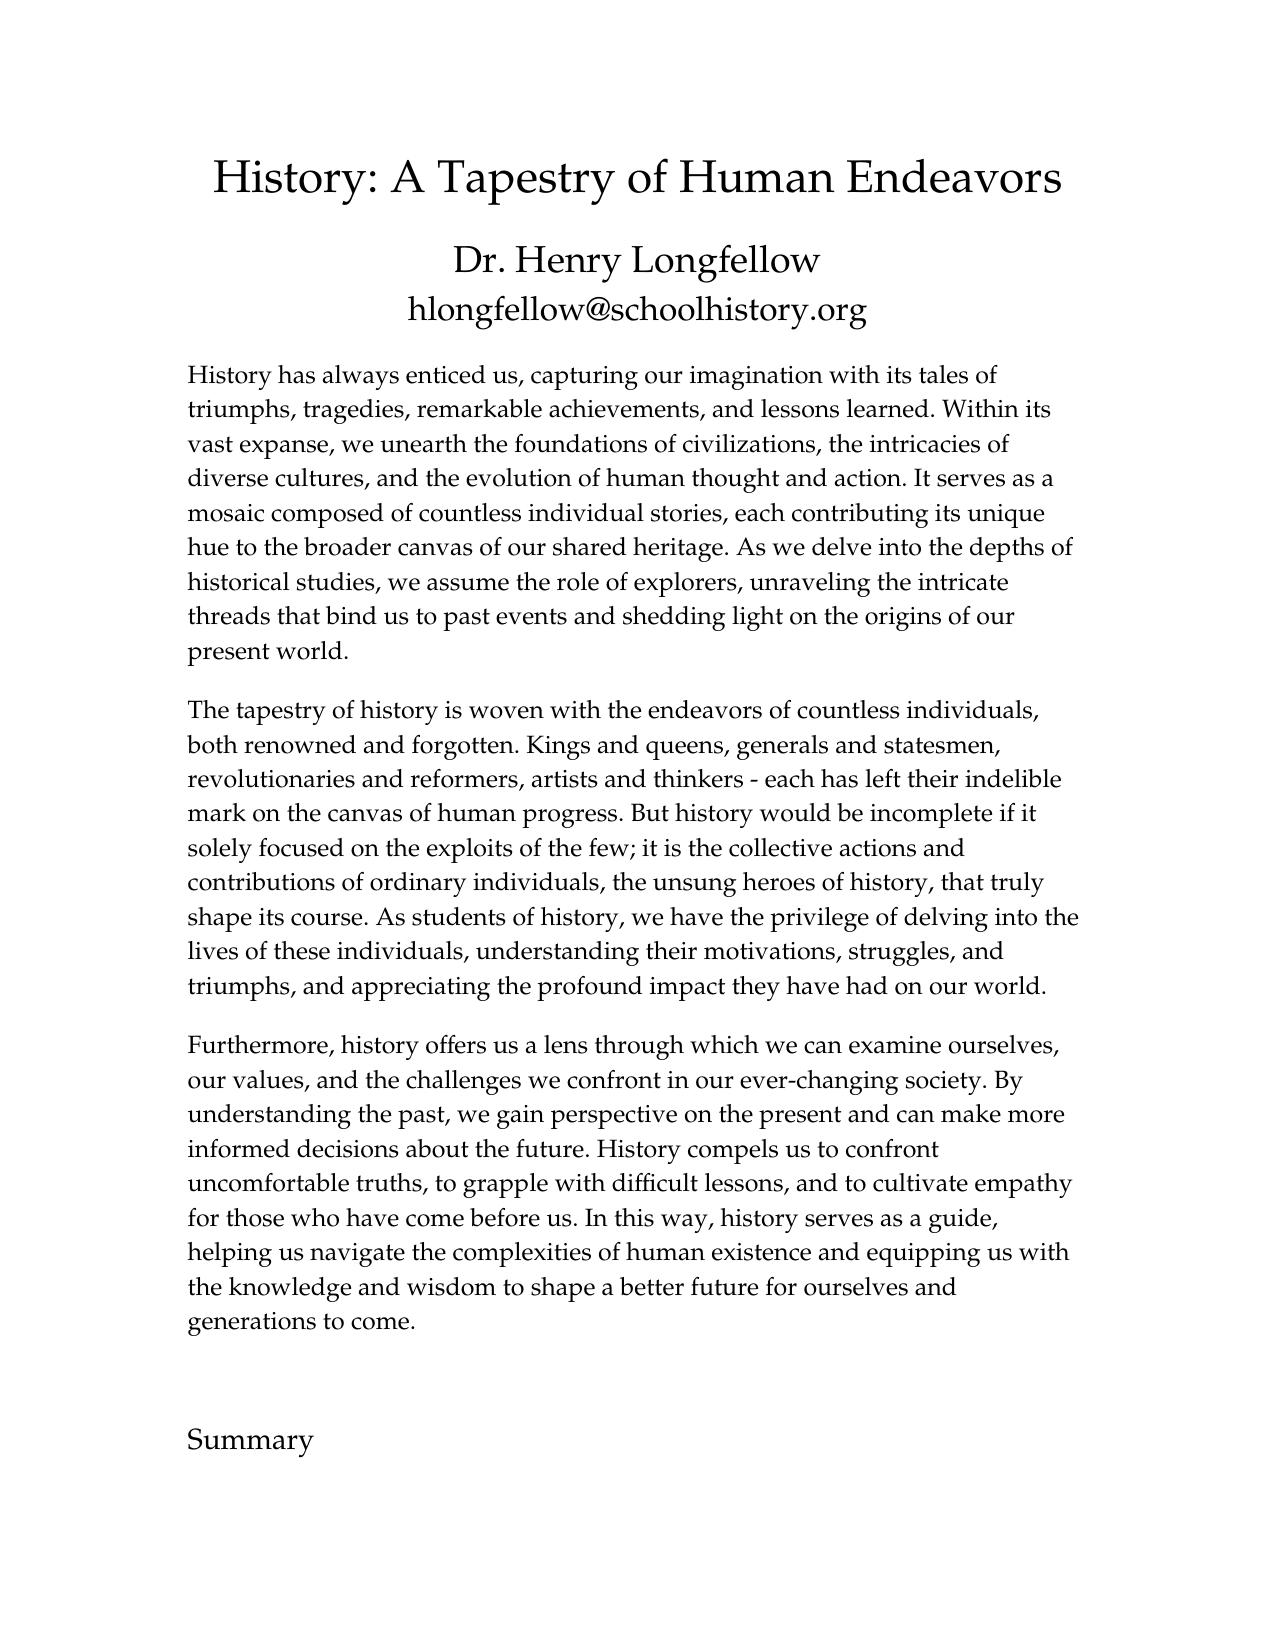 History: A Tapestry of Human Endeavors
Dr. Henry Longfellow
hlongfellow@schoolhistory.org
History has always enticed us, capturing our imagination with its tales of
triumphs, tragedies, remarkable achievements, and lessons learned. Within its
vast expanse, we unearth the foundations of civilizations, the intricacies of
diverse cultures, and the evolution of human thought and action. It serves as a
mosaic composed of countless individual stories, each contributing its unique
hue to the broader canvas of our shared heritage. As we delve into the depths of
historical studies, we assume the role of explorers, unraveling the intricate
threads that bind us to past events and shedding light on the origins of our
present world.
The tapestry of history is woven with the endeavors of countless individuals,
both renowned and forgotten. Kings and queens, generals and statesmen,
revolutionaries and reformers, artists and thinkers - each has left their indelible
mark on the canvas of human progress. But history would be incomplete if it
solely focused on the exploits of the few; it is the collective actions and
contributions of ordinary individuals, the unsung heroes of history, that truly
shape its course. As students of history, we have the privilege of delving into the
lives of these individuals, understanding their motivations, struggles, and
triumphs, and appreciating the profound impact they have had on our world.
Furthermore, history offers us a lens through which we can examine ourselves,
our values, and the challenges we confront in our ever-changing society. By
understanding the past, we gain perspective on the present and can make more
informed decisions about the future. History compels us to confront
uncomfortable truths, to grapple with difficult lessons, and to cultivate empathy
for those who have come before us. In this way, history serves as a guide,
helping us navigate the complexities of human existence and equipping us with
the knowledge and wisdom to shape a better future for ourselves and
generations to come.
Summary